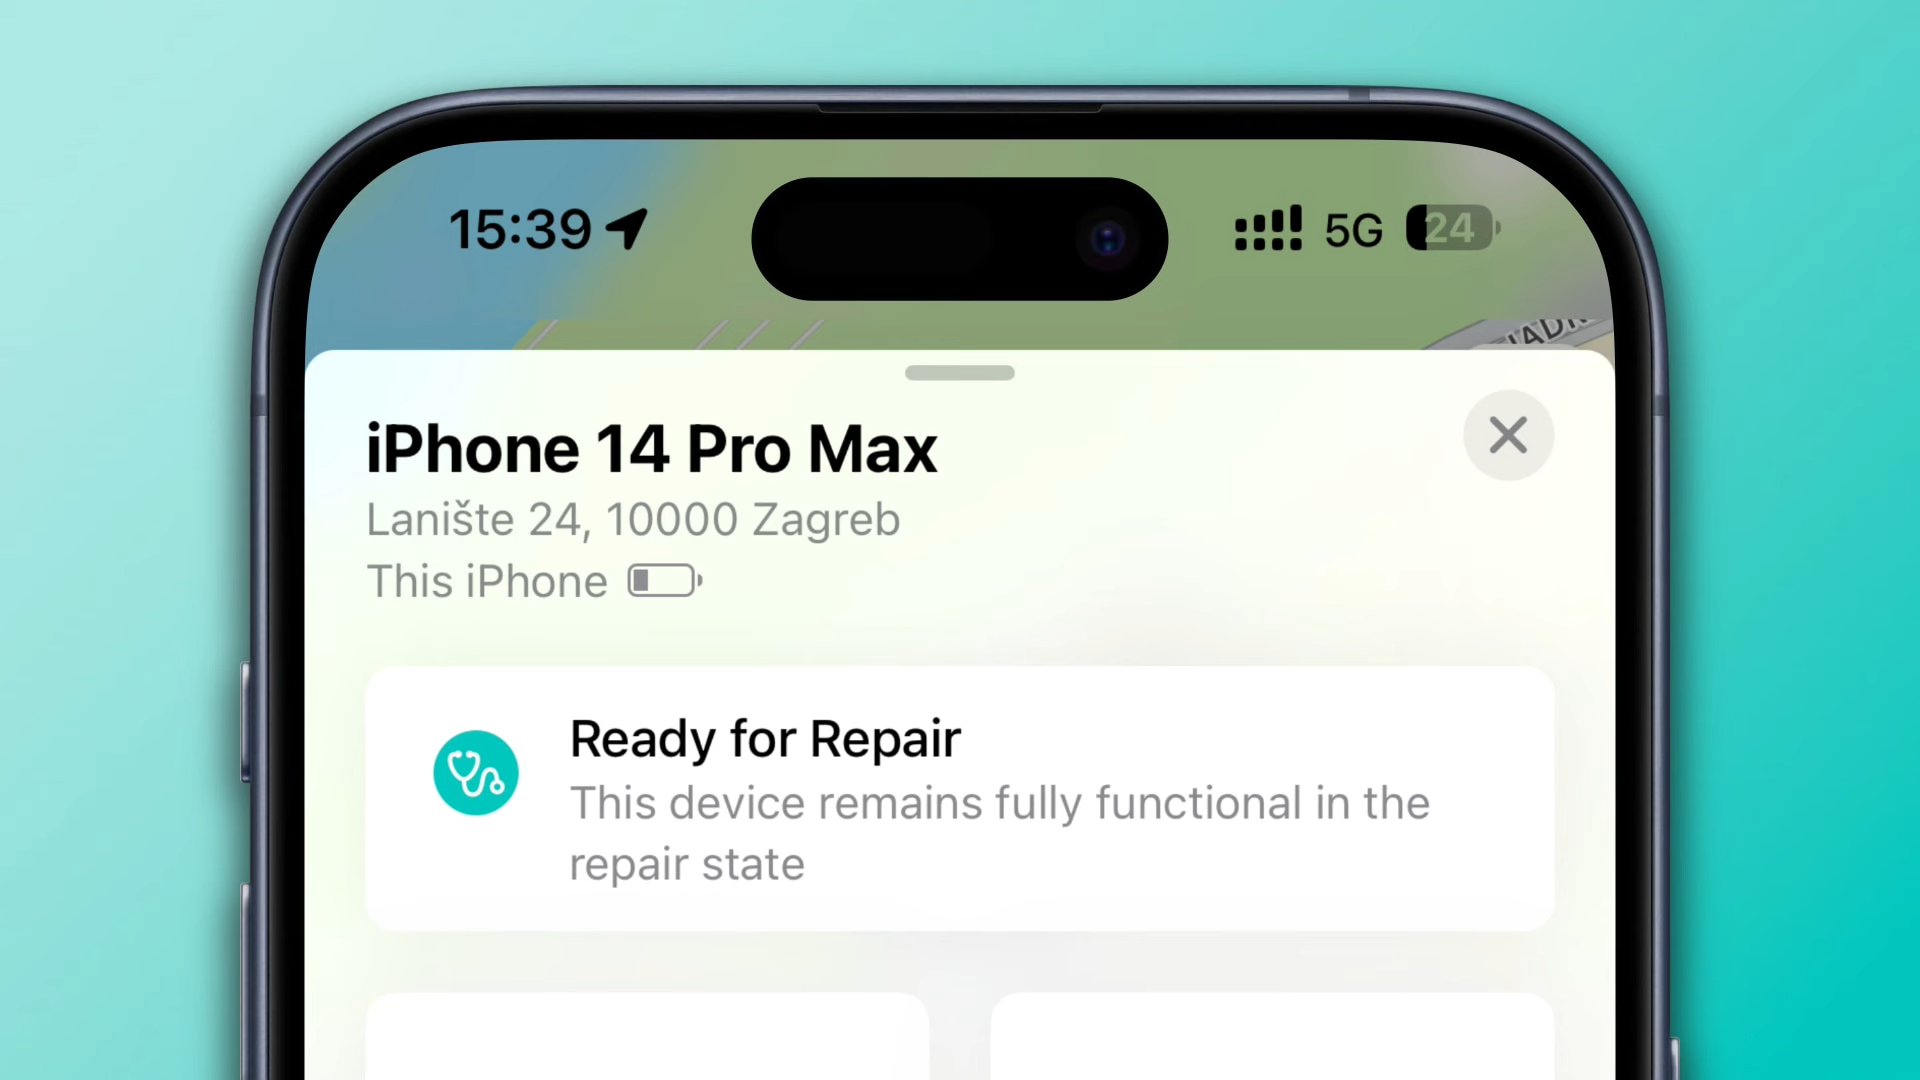 15:39 5G 24
IADR
iPhone 14 Pro Max
Lanište 24, 10000 Zagreb
This iPhone
Ready for Repair
This device remains fully functional in the
repair state